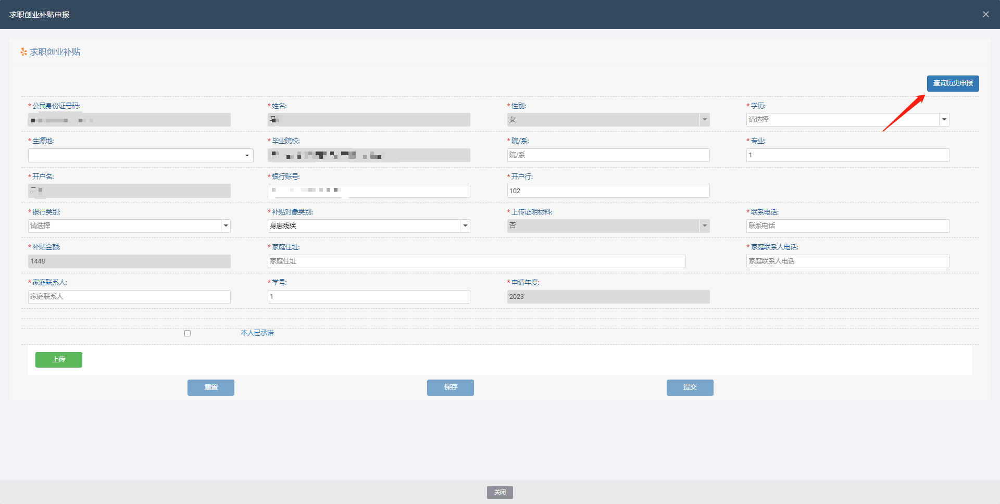 求职创业补贴申报
求职创业补贴
查询历史申报
*公民身份证号码: *姓名: *性别: *学历:
女 请选择
*生源地: *毕业院校: *院/系: *专业:
院/系 1
*开户名: *银行账号: *开户行:
102
*银行类别: *补贴对象类别: *上传证明材料: *联系电话:
请选择 身患残疾 否 联系电话
*补贴金额: *家庭住址: *家庭联系人电话:
1448 家庭住址 家庭联系人电话
*家庭联系人: *学号: *申请年度:
家庭联系人 1 2023
本人已承诺
上传
重置 保存 提交
关闭